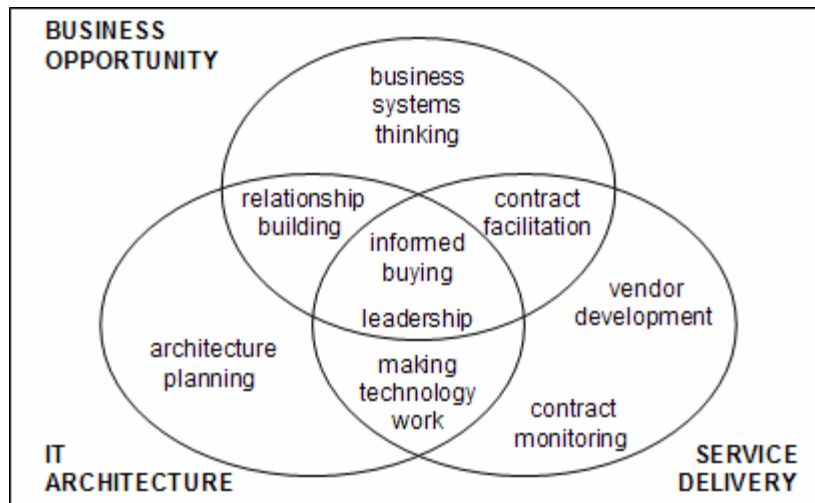 BUSINESS
OPPORTUNITY
business
systems
thinking
relationship
building
contract
facilitation
informed
buying
leadership
vendor
development
architecture
planning
making
technology
work
contract
monitoring
IT
ARCHITECTURE
SERVICE
DELIVERY